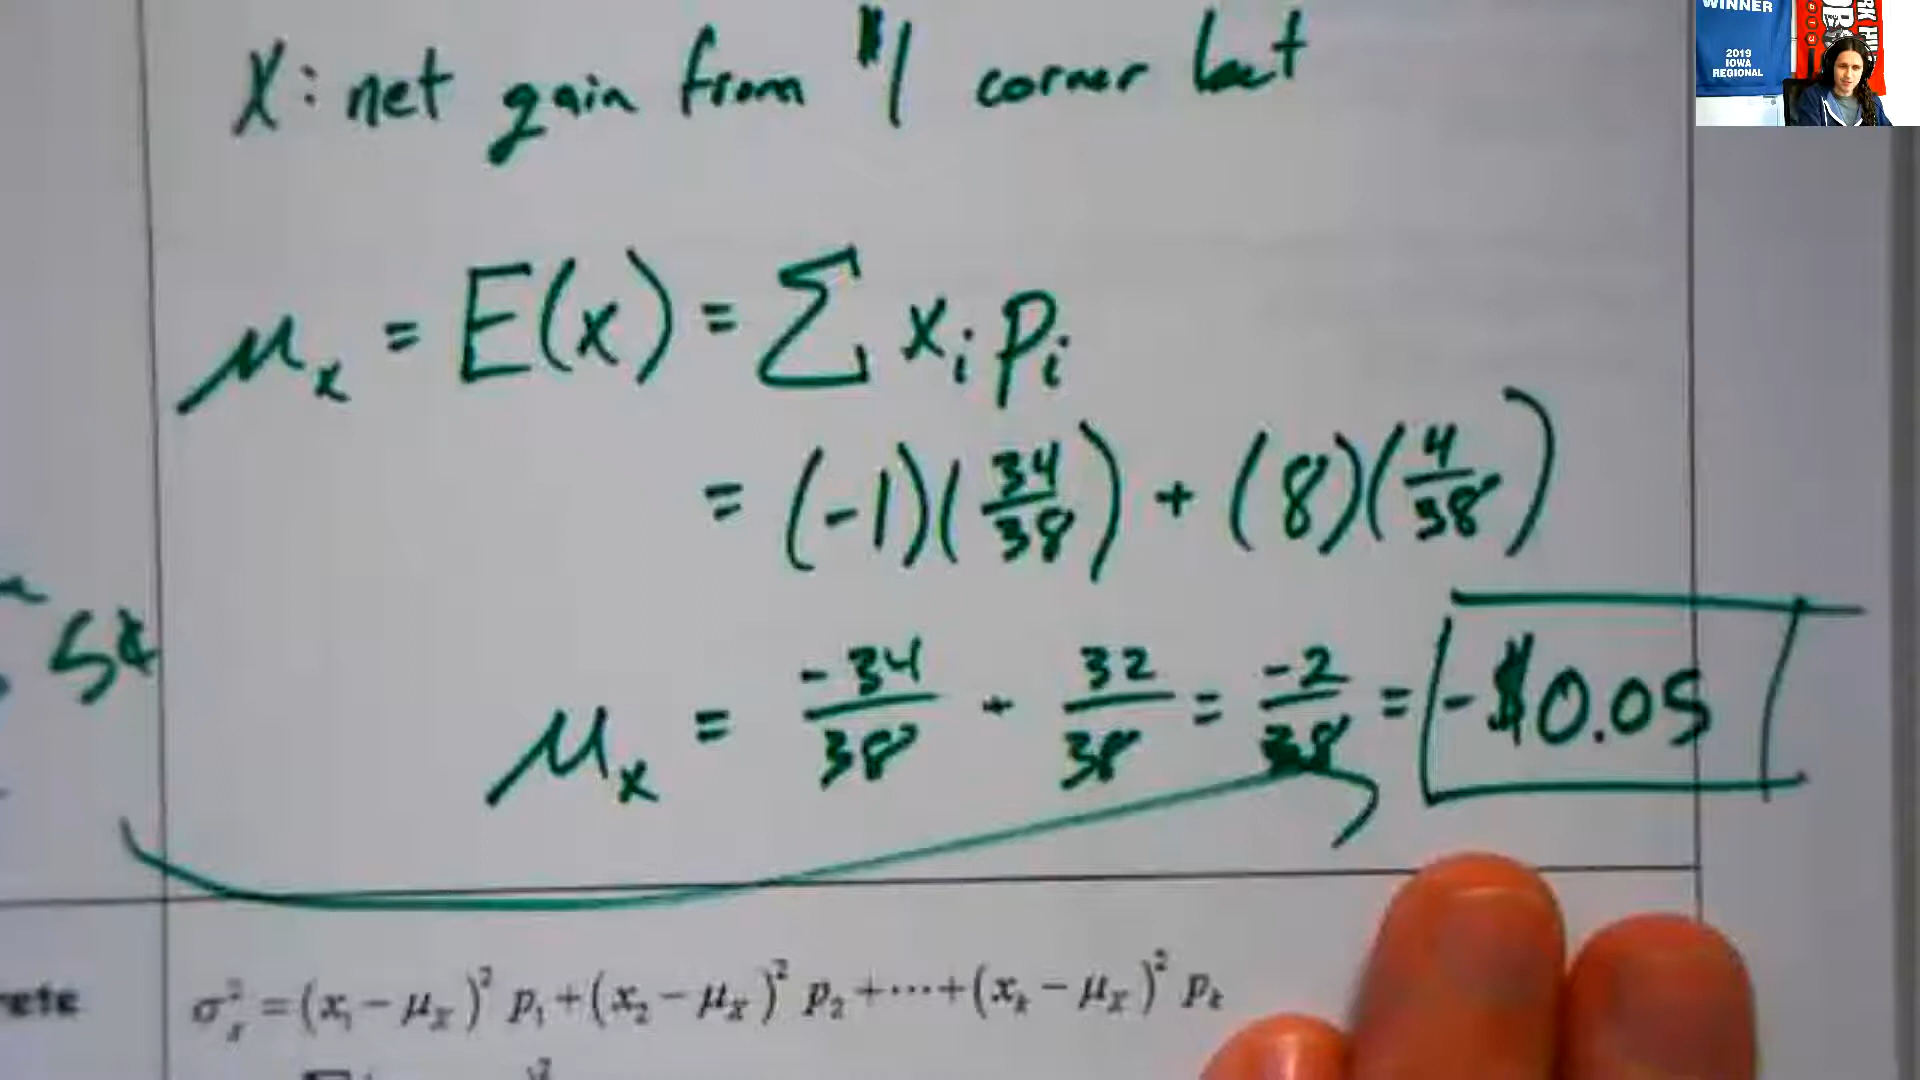 WINNER
2019
IOWA
REGIONAL
X: net gain from $1 corner bet
μₓ = E(x) = Σ xᵢ pᵢ
= (-1)(34/38) + (8)(4/38)
5¢
μₓ = -34/38 + 32/38 = -2/38 = -$0.05
rete
σ²ₓ = (x₁ − μₓ)² p₁ + (x₂ − μₓ)² p₂ + ⋯ + (xₖ − μₓ)² pₖ